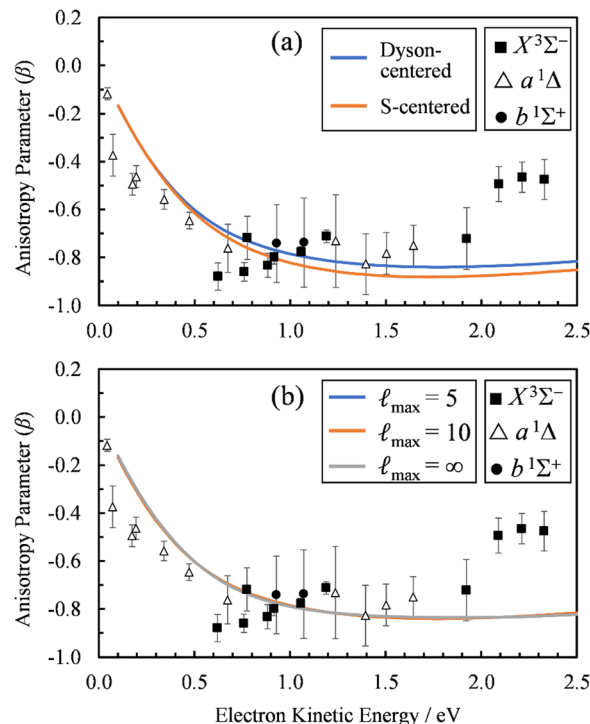 (a)
Dyson-
centered
S-centered
X³Σ⁻
a¹Δ
b¹Σ⁺
Anisotropy Parameter (β)
0.2
0.0
-0.2
-0.4
-0.6
-0.8
-1.0
0.0 0.5 1.0 1.5 2.0 2.5
(b)
ℓmax = 5
ℓmax = 10
ℓmax = ∞
X³Σ⁻
a¹Δ
b¹Σ⁺
Anisotropy Parameter (β)
0.2
0.0
-0.2
-0.4
-0.6
-0.8
-1.0
0.0 0.5 1.0 1.5 2.0 2.5
Electron Kinetic Energy / eV